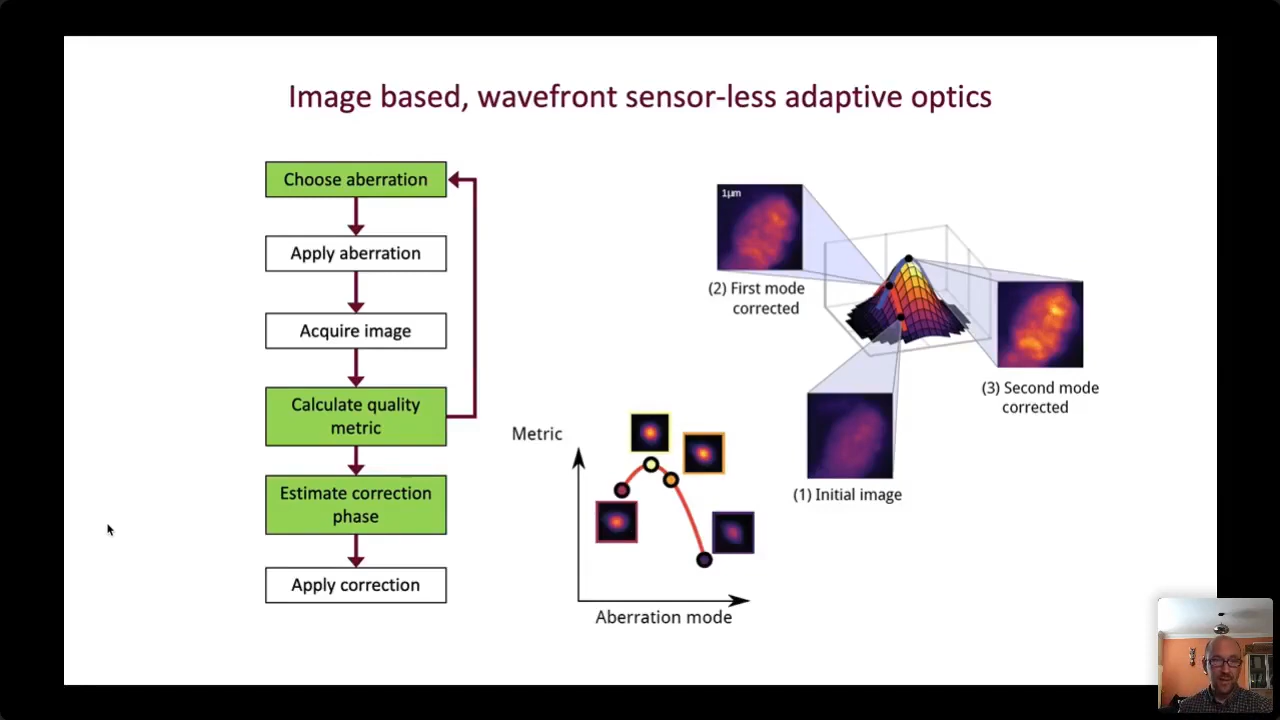 Image based, wavefront sensor-less adaptive optics
Choose aberration
Apply aberration
Acquire image
Calculate quality
metric
Estimate correction
phase
Apply correction
Metric
Aberration mode
1μm
(2) First mode
corrected
(3) Second mode
corrected
(1) Initial image